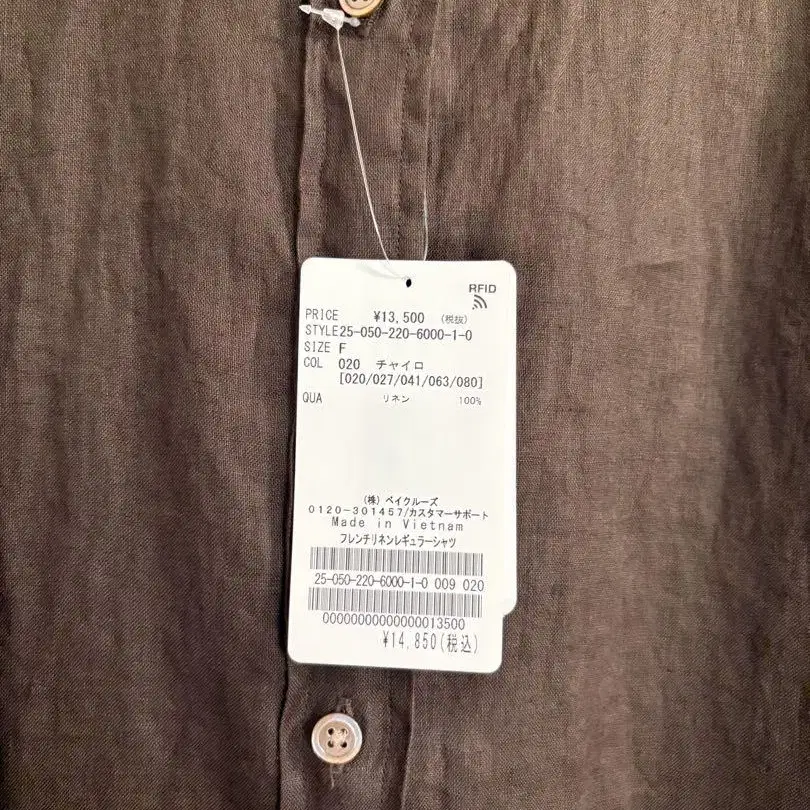 RFID
PRICE ¥13,500 (税抜)
STYLE25-050-220-6000-1-0
SIZE F
COL 020 チャイロ
[020/027/041/063/080]
QUA リネン 100%
(株) ベイクルーズ
0120-301457/カスタマーサポート
Made in Vietnam
フレンチリネンレギュラーシャツ
25-050-220-6000-1-0 009 020
00000000000000013500
¥14,850(税込)